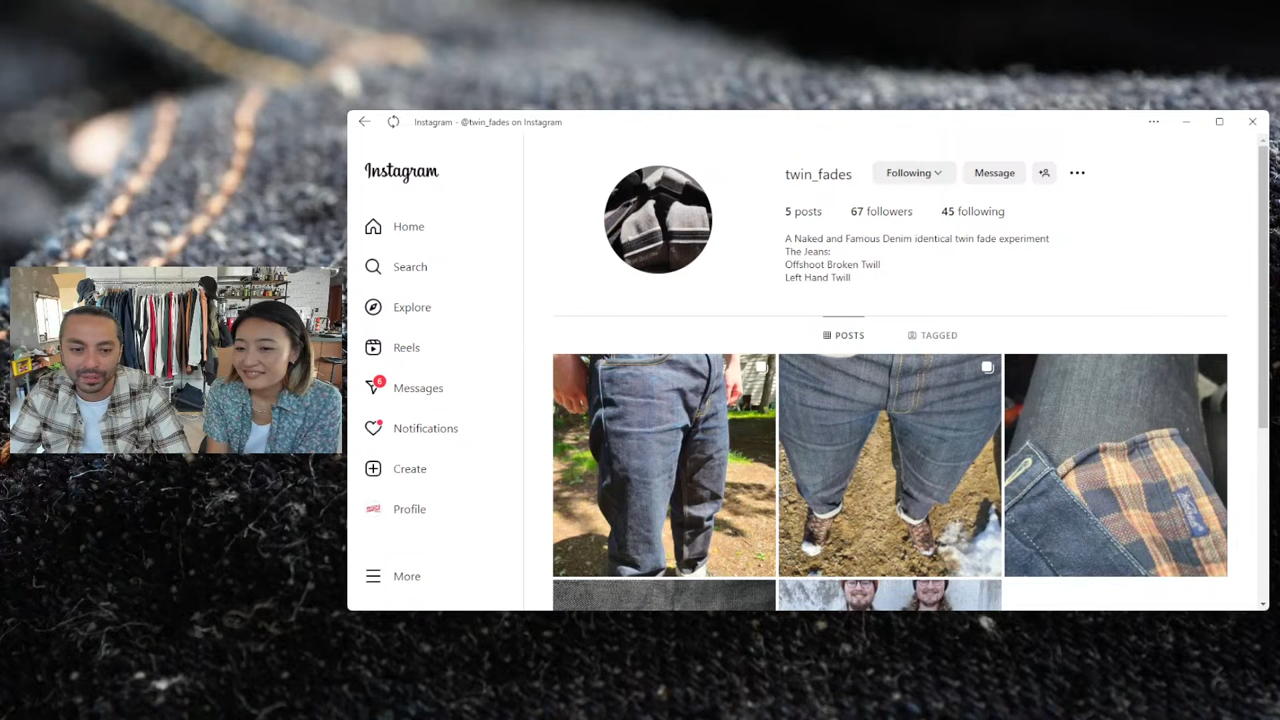 Instagram - @twin_fades on Instagram
Instagram
Home
Search
Explore
Reels
6
Messages
Notifications
Create
Profile
More
twin_fades
Following
Message
5 posts 67 followers 45 following
A Naked and Famous Denim identical twin fade experiment
The Jeans:
Offshoot Broken Twill
Left Hand Twill
POSTS TAGGED